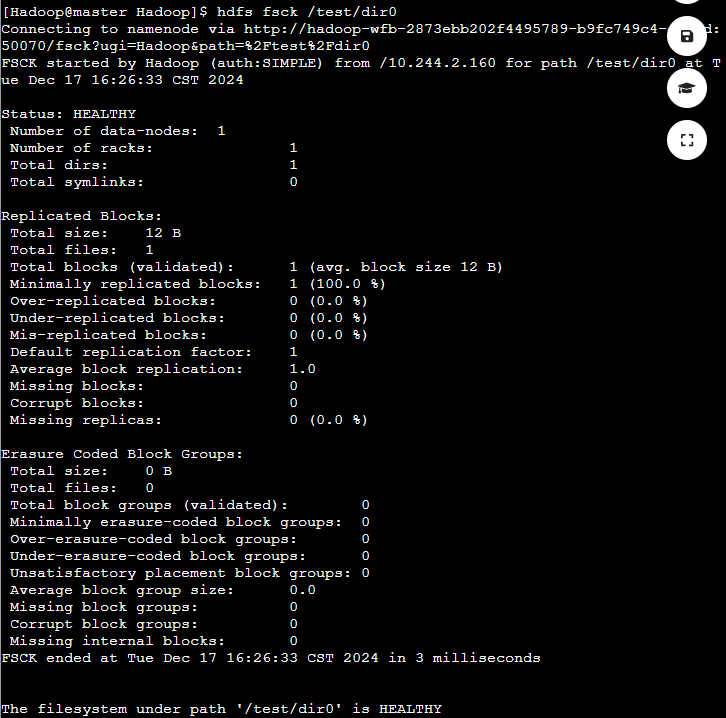 [Hadoop@master Hadoop]$ hdfs fsck /test/dir0
Connecting to namenode via http://hadoop-wfb-2873ebb202f4495789-b9fc749c4- d:
50070/fsck?ugi=Hadoop&path=%2Ftest%2Fdir0
FSCK started by Hadoop (auth:SIMPLE) from /10.244.2.160 for path /test/dir0 at T
ue Dec 17 16:26:33 CST 2024
Status: HEALTHY
Number of data-nodes: 1
Number of racks: 1
Total dirs: 1
Total symlinks: 0
Replicated Blocks:
Total size: 12 B
Total files: 1
Total blocks (validated): 1 (avg. block size 12 B)
Minimally replicated blocks: 1 (100.0 %)
Over-replicated blocks: 0 (0.0 %)
Under-replicated blocks: 0 (0.0 %)
Mis-replicated blocks: 0 (0.0 %)
Default replication factor: 1
Average block replication: 1.0
Missing blocks: 0
Corrupt blocks: 0
Missing replicas: 0 (0.0 %)
Erasure Coded Block Groups:
Total size: 0 B
Total files: 0
Total block groups (validated): 0
Minimally erasure-coded block groups: 0
Over-erasure-coded block groups: 0
Under-erasure-coded block groups: 0
Unsatisfactory placement block groups: 0
Average block group size: 0.0
Missing block groups: 0
Corrupt block groups: 0
Missing internal blocks: 0
FSCK ended at Tue Dec 17 16:26:33 CST 2024 in 3 milliseconds
The filesystem under path '/test/dir0' is HEALTHY